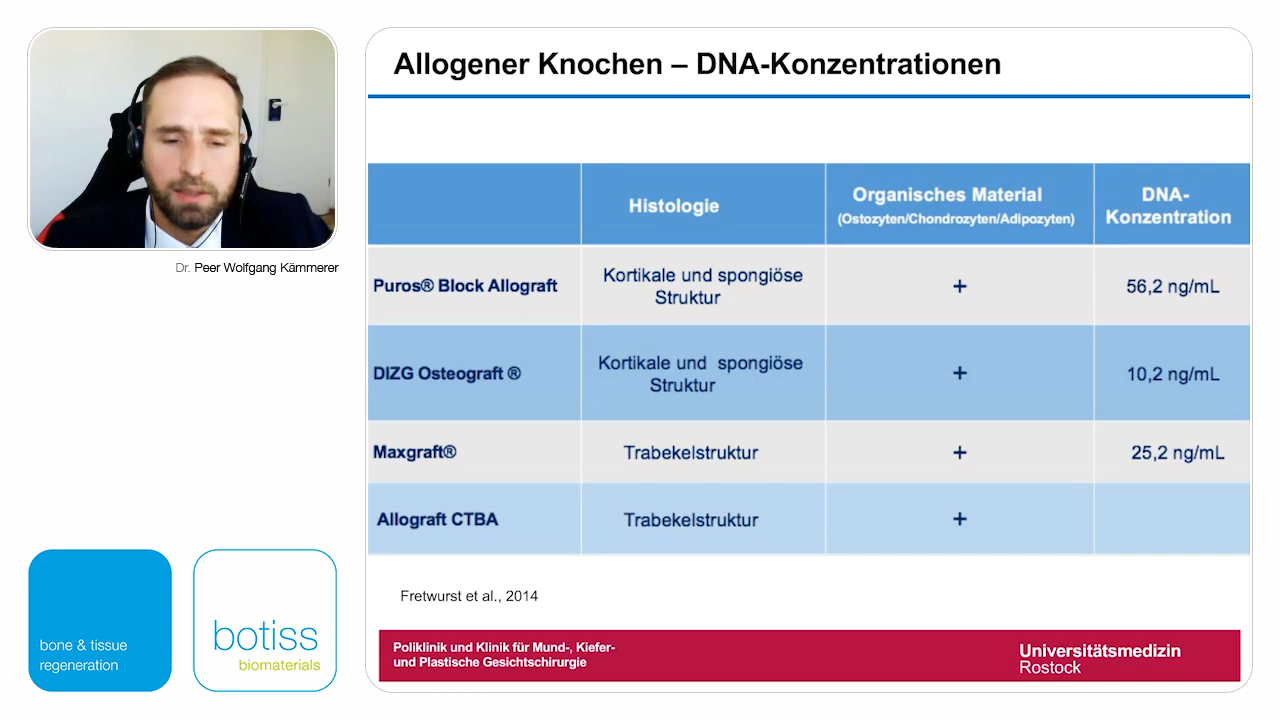 Allogener Knochen – DNA-Konzentrationen
Dr. Peer Wolfgang Kämmerer
Histologie
Organisches Material
(Ostozyten/Chondrozyten/Adipozyten)
DNA-
Konzentration
Puros® Block Allograft
Kortikale und spongiöse
Struktur
+
56,2 ng/mL
DIZG Osteograft ®
Kortikale und spongiöse
Struktur
+
10,2 ng/mL
Maxgraft®
Trabekelstruktur
+
25,2 ng/mL
Allograft CTBA
Trabekelstruktur
+
Fretwurst et al., 2014
bone & tissue
regeneration
botiss
biomaterials
Poliklinik und Klinik für Mund-, Kiefer-
und Plastische Gesichtschirurgie
Universitätsmedizin
Rostock